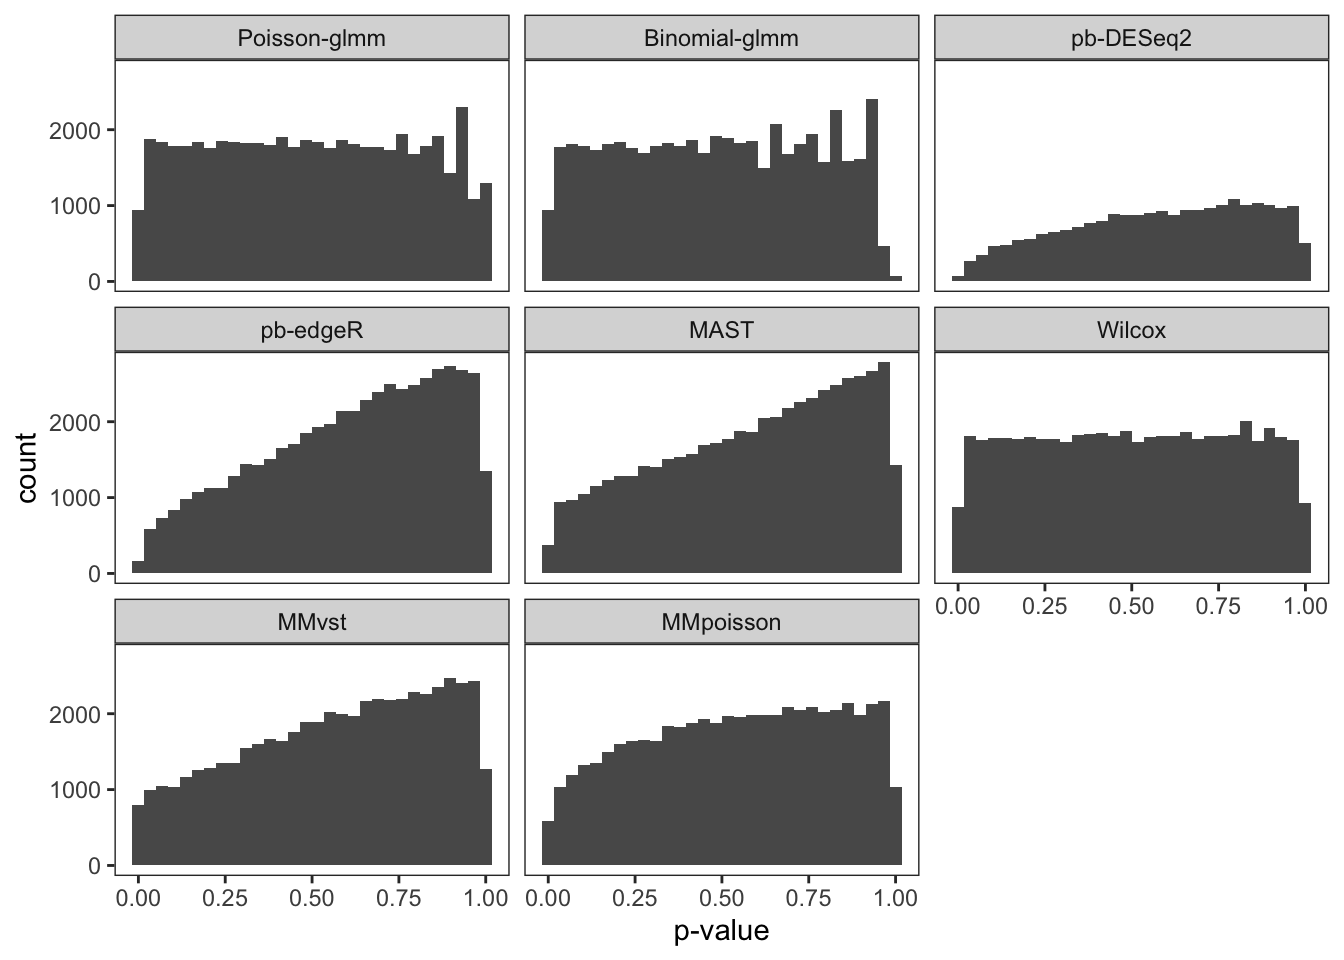 Poisson-glmm Binomial-glmm pb-DESeq2
2000
1000
0
pb-edgeR MAST Wilcox
2000
1000
0
0.00 0.25 0.50 0.75 1.00
MMvst MMpoisson
2000
1000
0
0.00 0.25 0.50 0.75 1.00 0.00 0.25 0.50 0.75 1.00
count
p-value